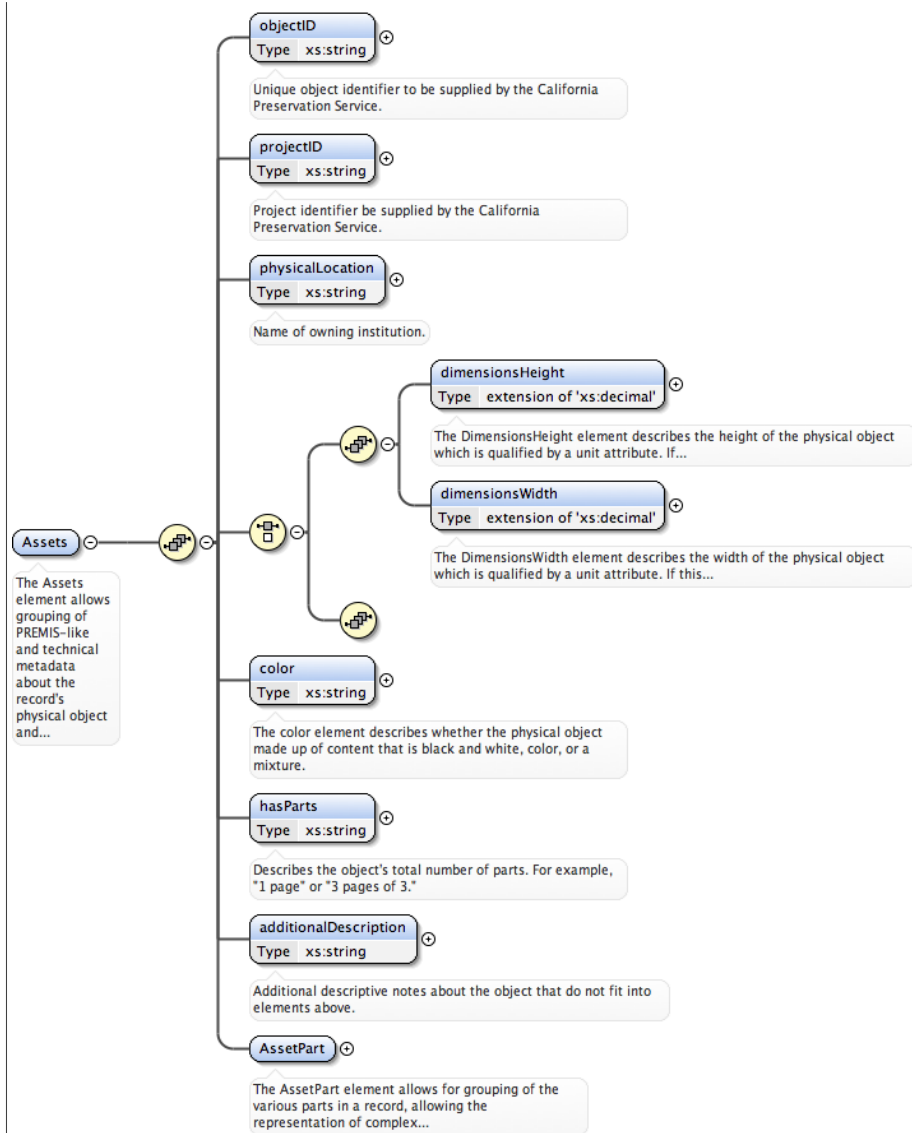 objectID
Type xs:string
Unique object identifier to be supplied by the California
Preservation Service.
projectID
Type xs:string
Project identifier be supplied by the California
Preservation Service.
physicalLocation
Type xs:string
Name of owning institution.
dimensionsHeight
Type extension of 'xs:decimal'
The DimensionsHeight element describes the height of the physical object
which is qualified by a unit attribute. If...
dimensionsWidth
Type extension of 'xs:decimal'
The DimensionsWidth element describes the width of the physical object
which is qualified by a unit attribute. If this...
Assets
The Assets
element allows
grouping of
PREMIS-like
and technical
metadata
about the
record's
physical object
and...
color
Type xs:string
The color element describes whether the physical object
made up of content that is black and white, color, or a
mixture.
hasParts
Type xs:string
Describes the object's total number of parts. For example,
"1 page" or "3 pages of 3."
additionalDescription
Type xs:string
Additional descriptive notes about the object that do not fit into
elements above.
AssetPart
The AssetPart element allows for grouping of the
various parts in a record, allowing the
representation of complex...